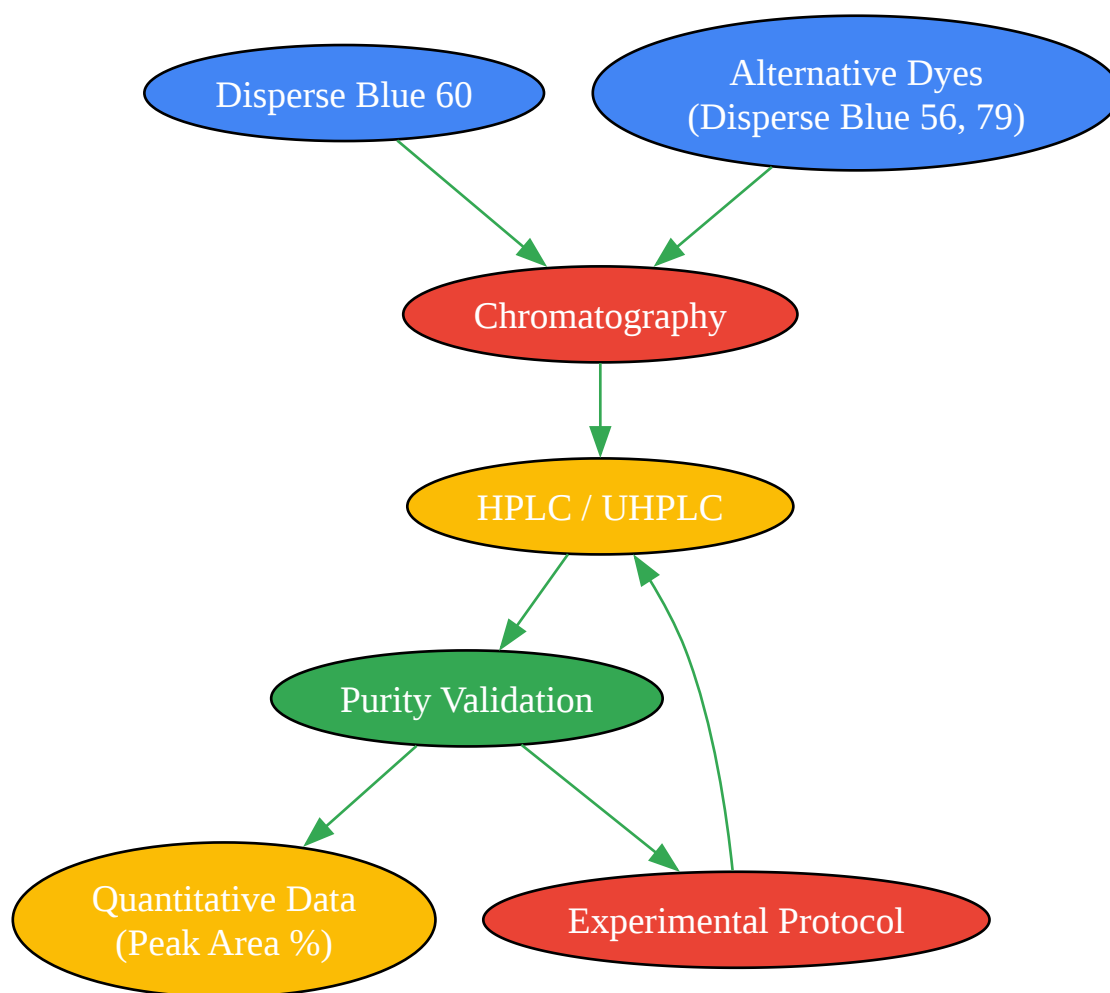 Disperse Blue 60
Alternative Dyes
(Disperse Blue 56, 79)
Chromatography
HPLC / UHPLC
Purity Validation
Quantitative Data
(Peak Area %)
Experimental Protocol